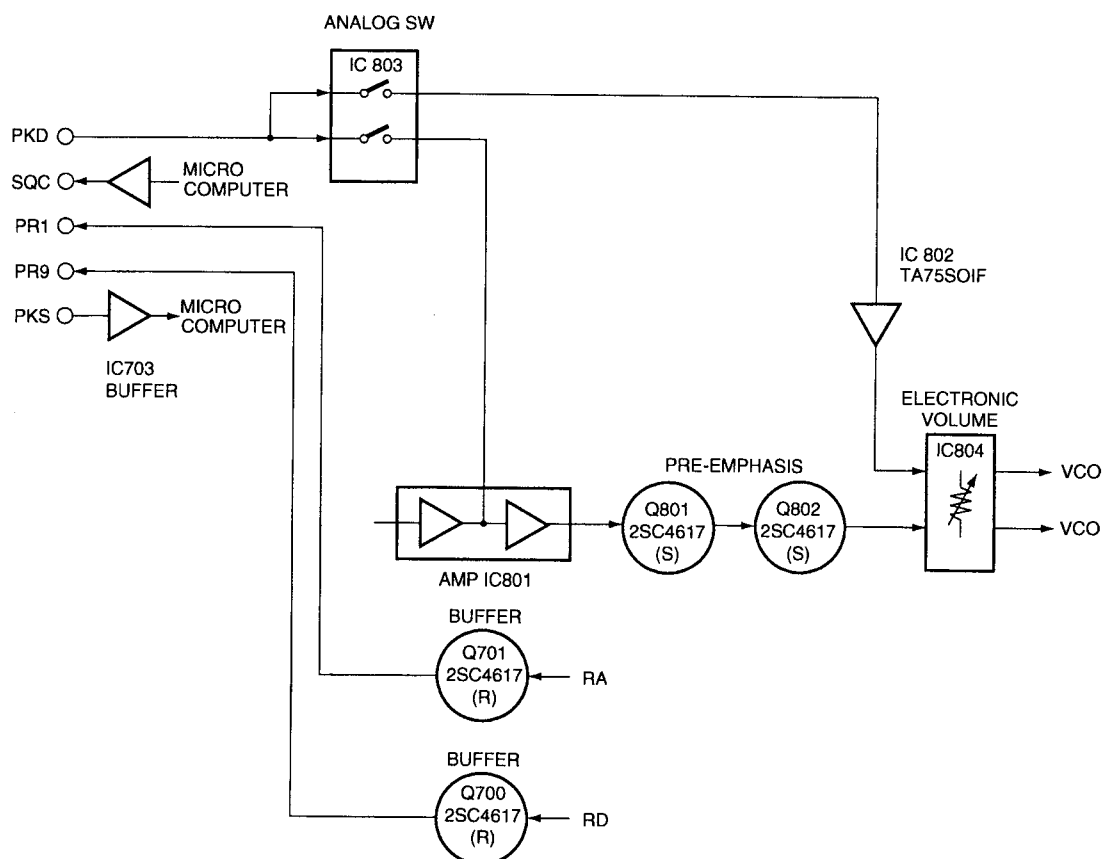 ANALOG SW
IC 803
PKD
SQC
MICRO
COMPUTER
PR1
PR9
PKS
MICRO
COMPUTER
IC703
BUFFER
IC 802
TA75SOIF
ELECTRONIC
VOLUME
IC804
VCO
VCO
PRE-EMPHASIS
Q801
2SC4617
(S)
Q802
2SC4617
(S)
AMP IC801
BUFFER
Q701
2SC4617
(R)
RA
BUFFER
Q700
2SC4617
(R)
RD